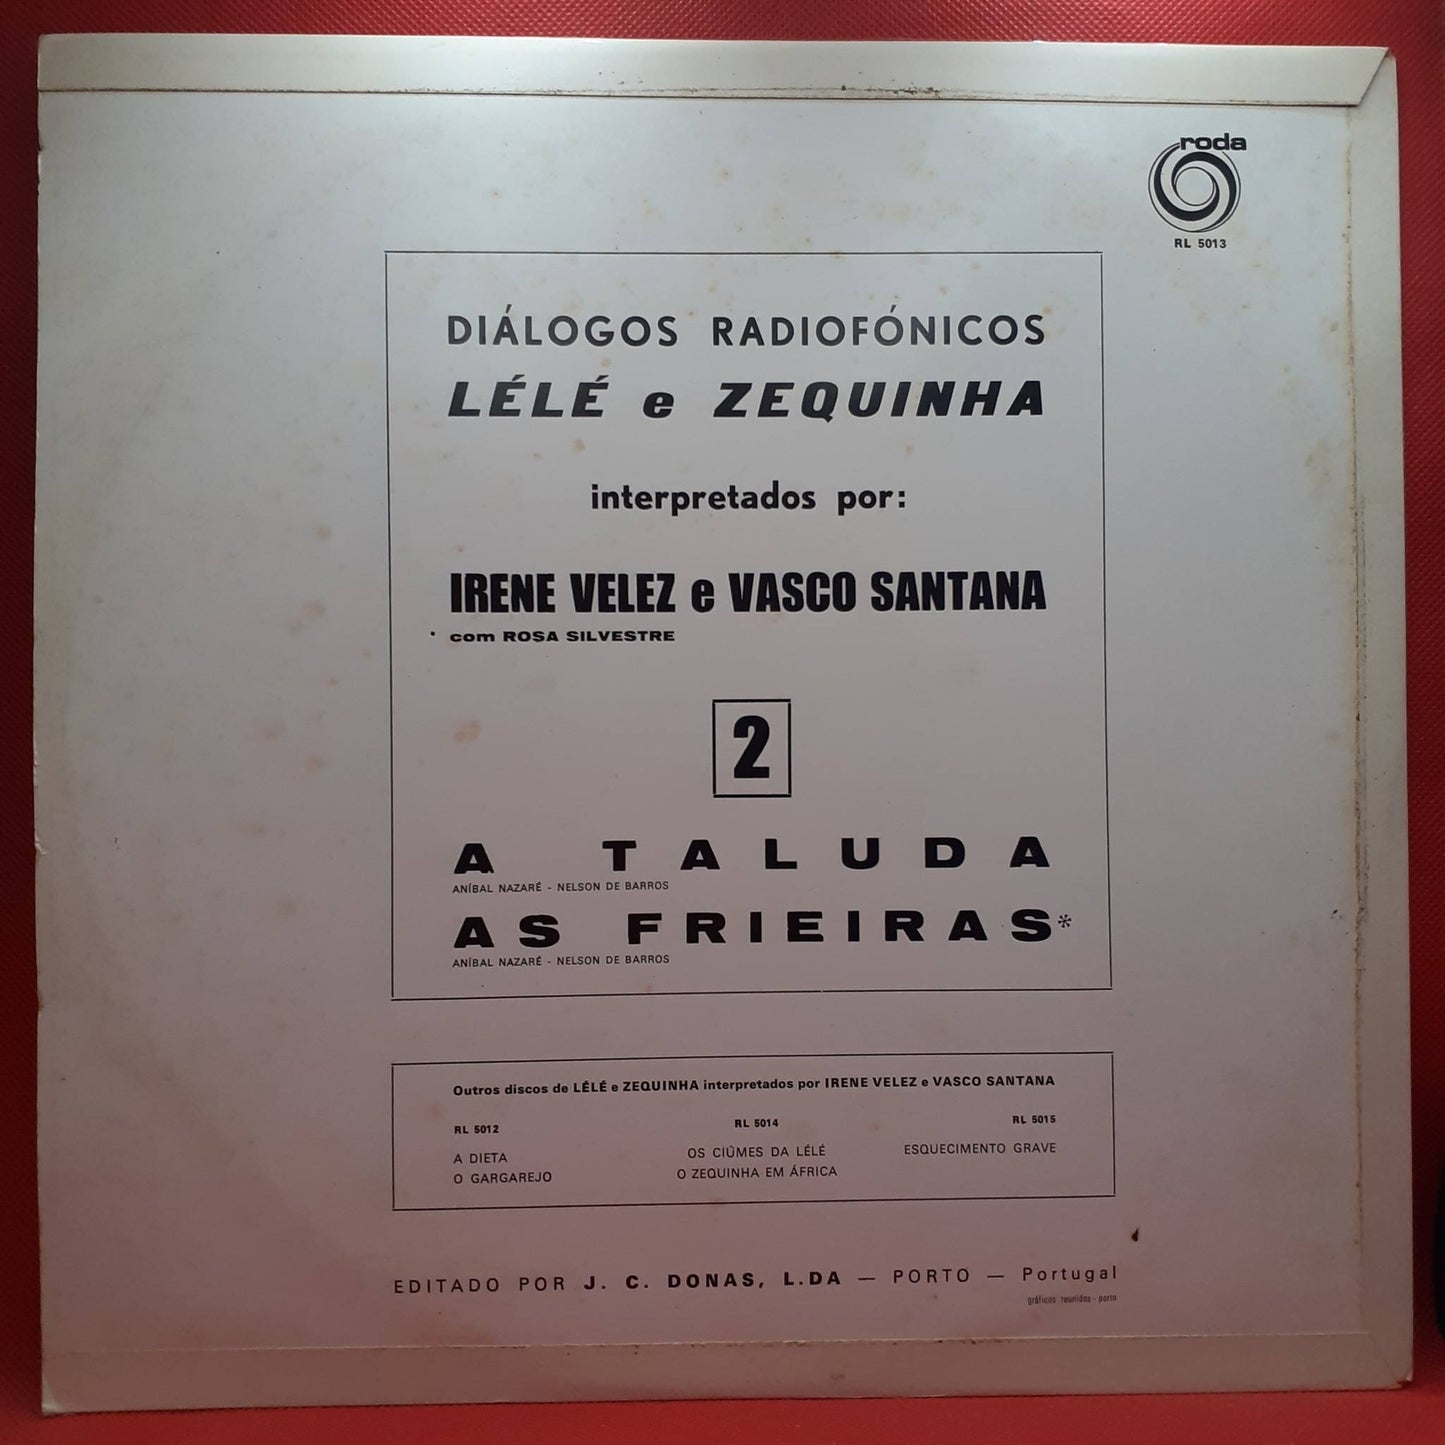 roda
RL 5013
DIÁLOGOS RADIOFÓNICOS
LÉLÉ e ZEQUINHA
interpretados por:
IRENE VELEZ e VASCO SANTANA
com ROSA SILVESTRE
2
A TALUDA
ANÍBAL NAZARÉ - NELSON DE BARROS
AS FRIEIRAS*
ANÍBAL NAZARÉ - NELSON DE BARROS
Outros discos de LÉLÉ e ZEQUINHA interpretados por IRENE VELEZ e VASCO SANTANA
RL 5012
A DIETA
O GARGAREJO
RL 5014
OS CIÚMES DA LÉLÉ
O ZEQUINHA EM ÁFRICA
RL 5015
ESQUECIMENTO GRAVE
EDITADO POR J. C. DONAS, L.DA — PORTO — Portugal
gráficos reunidos - porto